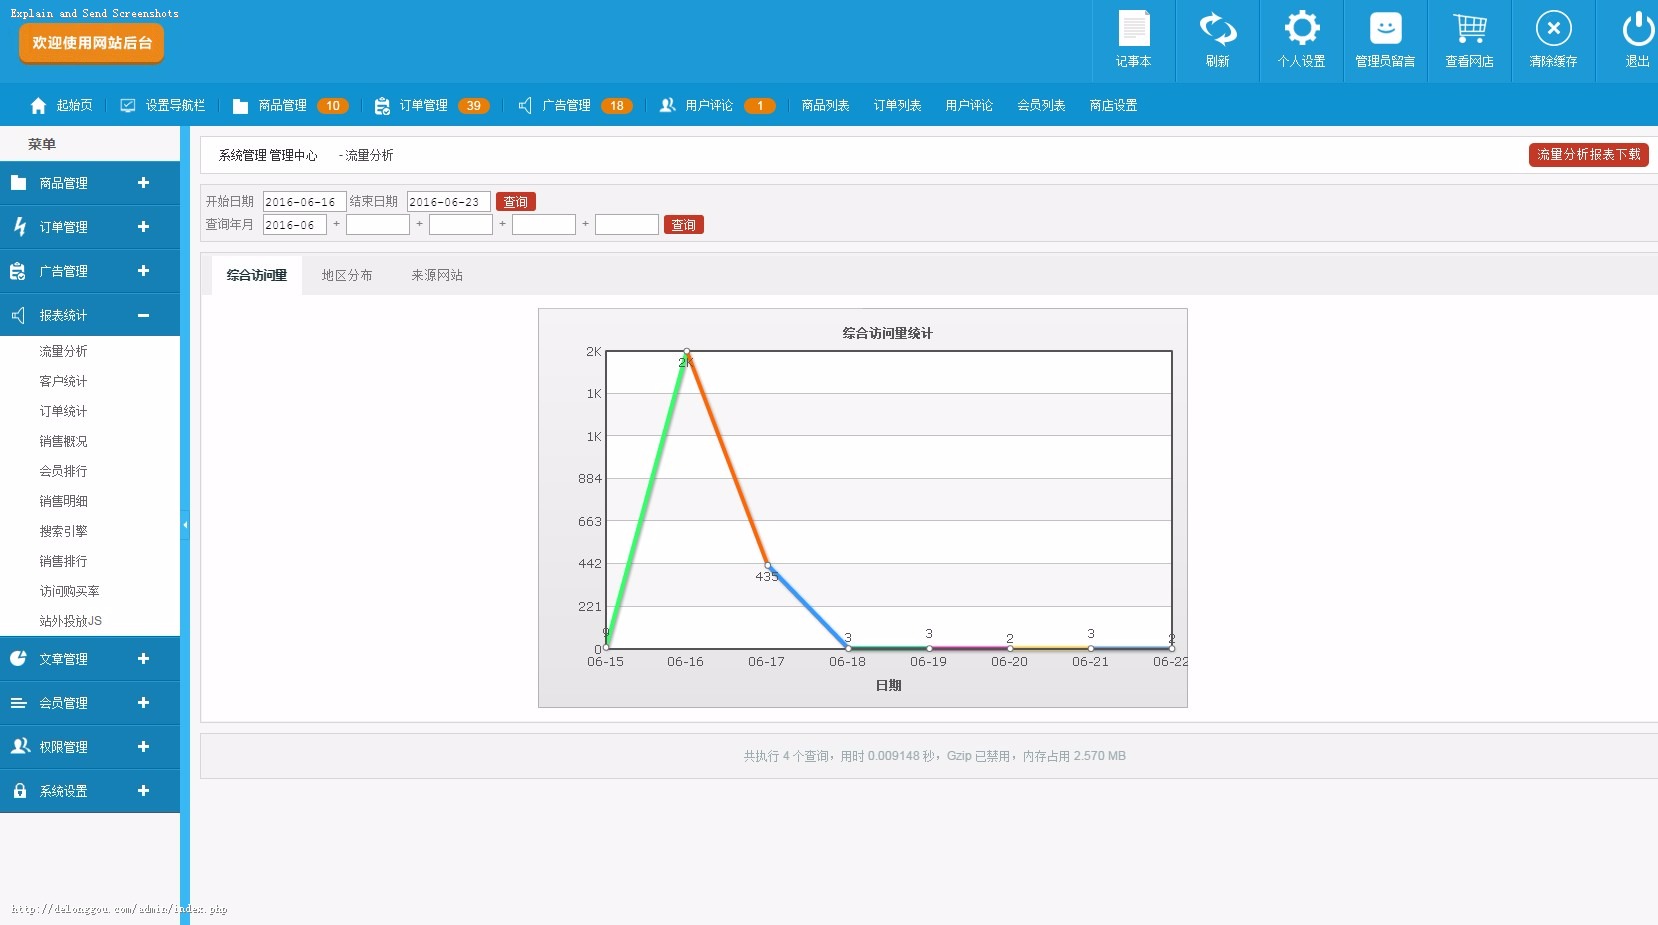 Explain and Send Screenshots
欢迎使用网站后台
记事本
刷新
个人设置
管理员留言
查看网店
清除缓存
退出
起始页 设置导航栏 商品管理 10 订单管理 39 广告管理 18 用户评论 1 商品列表 订单列表 用户评论 会员列表 商店设置
菜单
商品管理
订单管理
广告管理
报表统计
流量分析
客户统计
订单统计
销售概况
会员排行
销售明细
搜索引擎
销售排行
访问购买率
站外投放JS
文章管理
会员管理
权限管理
系统设置
系统管理 管理中心 - 流量分析
流量分析报表下载
开始日期 2016-06-16 结束日期 2016-06-23 查询
查询年月 2016-06 + + + + 查询
综合访问量 地区分布 来源网站
综合访问量统计
2K
1K
1K
884
663
442
221
0
9 2K 435 3 3 2 3 2
06-15 06-16 06-17 06-18 06-19 06-20 06-21 06-22
日期
共执行 4 个查询，用时 0.009148 秒，Gzip 已禁用，内存占用 2.570 MB
http://delonggou.com/admin/index.php